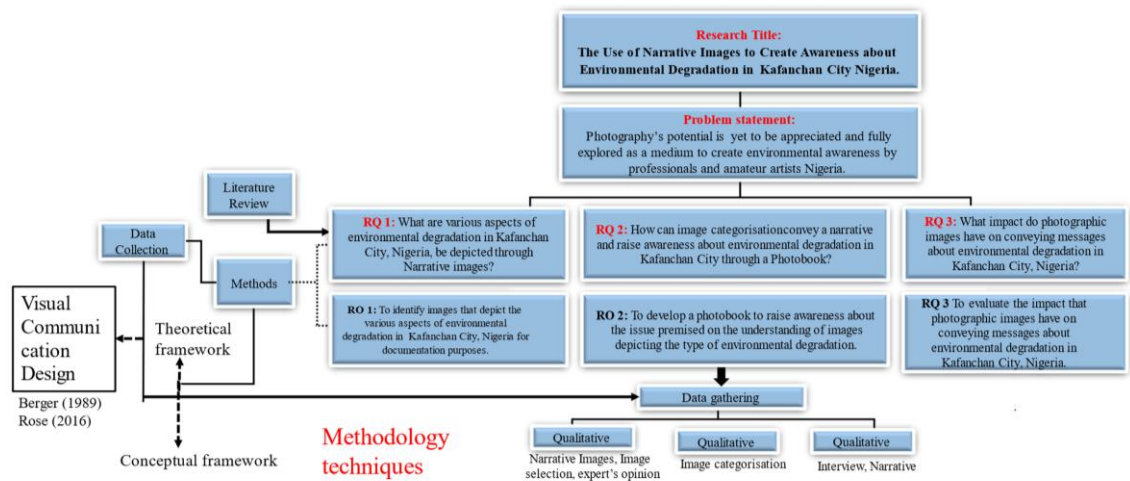 Research Title:
The Use of Narrative Images to Create Awareness about
Environmental Degradation in Kafanchan City Nigeria.
Problem statement:
Photography's potential is yet to be appreciated and fully
explored as a medium to create environmental awareness by
professionals and amateur artists Nigeria.
Literature
Review
RQ 1: What are various aspects of
environmental degradation in Kafanchan
City, Nigeria, be depicted through
Narrative images?
RQ 2: How can image categorisationconvey a
narrative and raise awareness about environmental degradation in
Kafanchan City through a Photobook?
RQ 3: What impact do photographic
images have on conveying messages
about environmental degradation in
Kafanchan City, Nigeria?
Data
Collection
Methods
RO 1: To identify images that depict the
various aspects of environmental
degradation in Kafanchan City, Nigeria for
documentation purposes.
RO 2: To develop a photobook to raise awareness about
the issue premised on the understanding of images
depicting the type of environmental degradation.
RQ 3 To evaluate the impact that
photographic images have on
conveying messages about
environmental degradation in
Kafanchan City, Nigeria.
Visual
Communi
cation
Design
Theoretical
framework
Berger (1989)
Rose (2016)
Conceptual framework
Methodology
techniques
Data gathering
Qualitative
Narrative Images, Image
selection, expert's opinion
Qualitative
Image categorisation
Qualitative
Interview, Narrative